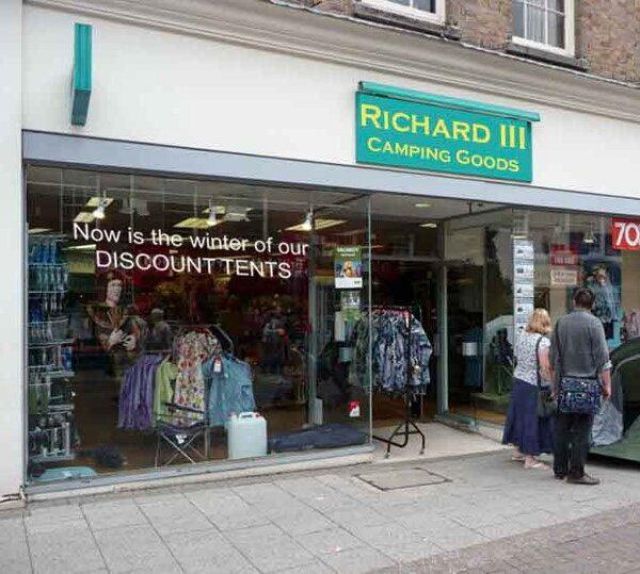 RICHARD III
CAMPING GOODS
Now is the winter of our
DISCOUNT TENTS
70